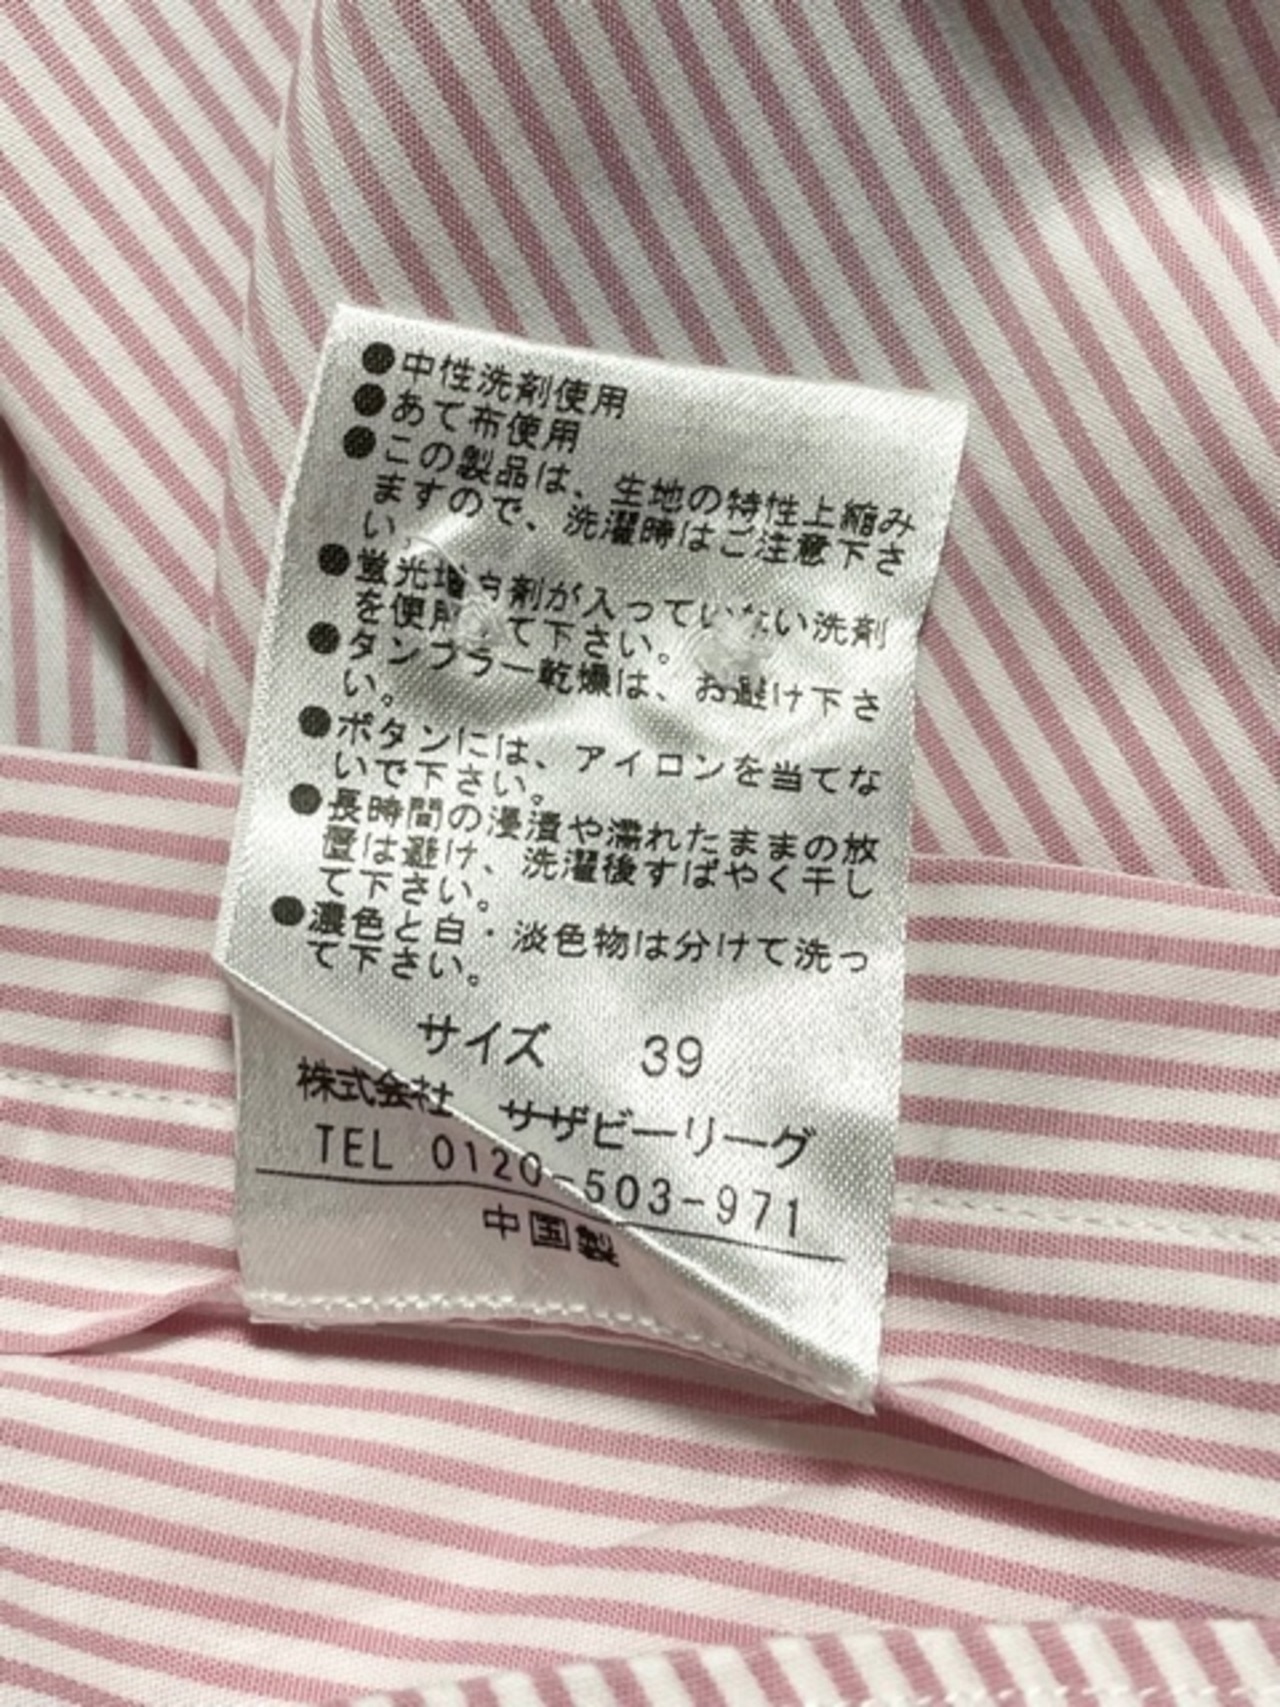 ●中性洗剤使用
●あて布使用
●この製品は、生地の特性上縮み
ますので、洗濯時はご注意下さ
い。
●蛍光増白剤が入っていない洗剤
を使用して下さい。
●タンブラー乾燥は、お避け下さ
い。
●ボタンには、アイロンを当てな
いで下さい。
●長時間の浸漬や濡れたままの放
置は避け、洗濯後すばやく干し
て下さい。
●濃色と白・淡色物は分けて洗っ
て下さい。
サイズ 39
株式会社 サザビーリーグ
TEL 0120-503-971
中国製